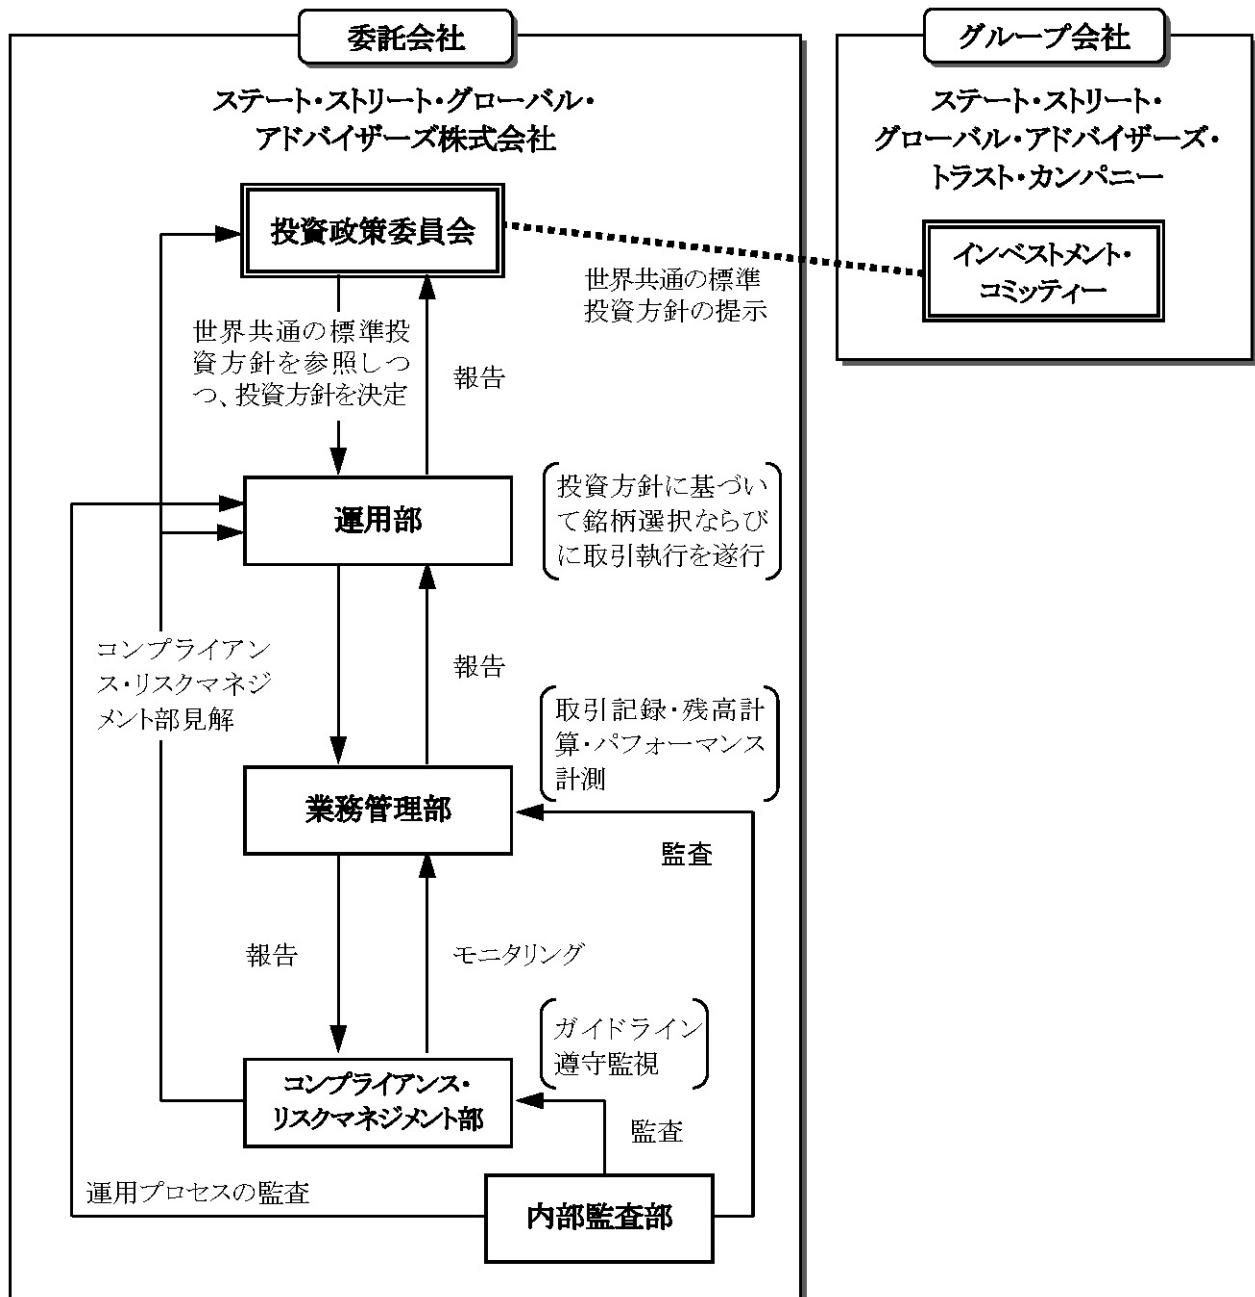 委託会社
ステート・ストリート・グローバル・
アドバイザーズ株式会社
投資政策委員会
世界共通の標準投
資方針を参照しつ
つ、投資方針を決定
報告
世界共通の標準
投資方針の提示
グループ会社
ステート・ストリート・
グローバル・アドバイザーズ・
トラスト・カンパニー
インベストメント・
コミッティー
運用部
投資方針に基づい
て銘柄選択ならび
に取引執行を遂行
コンプライアン
ス・リスクマネジ
メント部見解
報告
取引記録・残高計
算・パフォーマンス
計測
業務管理部
監査
報告
モニタリング
ガイドライン
遵守監視
コンプライアンス・
リスクマネジメント部
監査
運用プロセスの監査
内部監査部